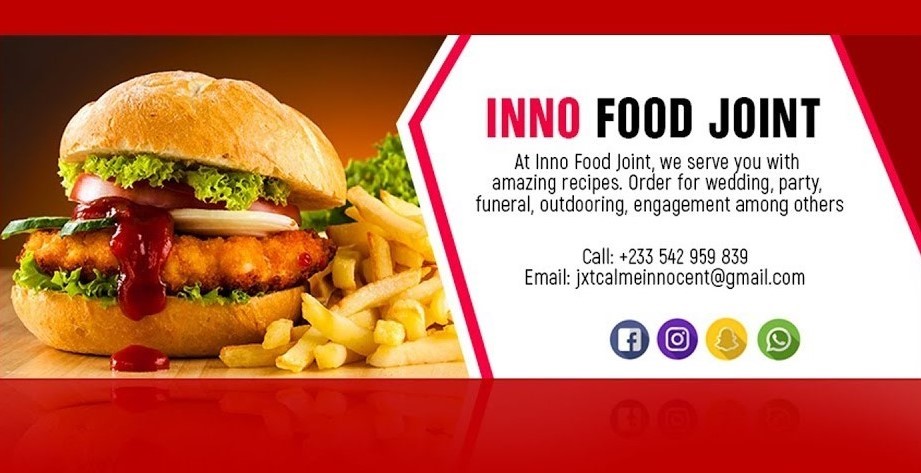 INNO FOOD JOINT
At Inno Food Joint, we serve you with
amazing recipes. Order for wedding, party,
funeral, outdooring, engagement among others
Call: +233 542 959 839
Email: jxtcalmeinnocent@gmail.com